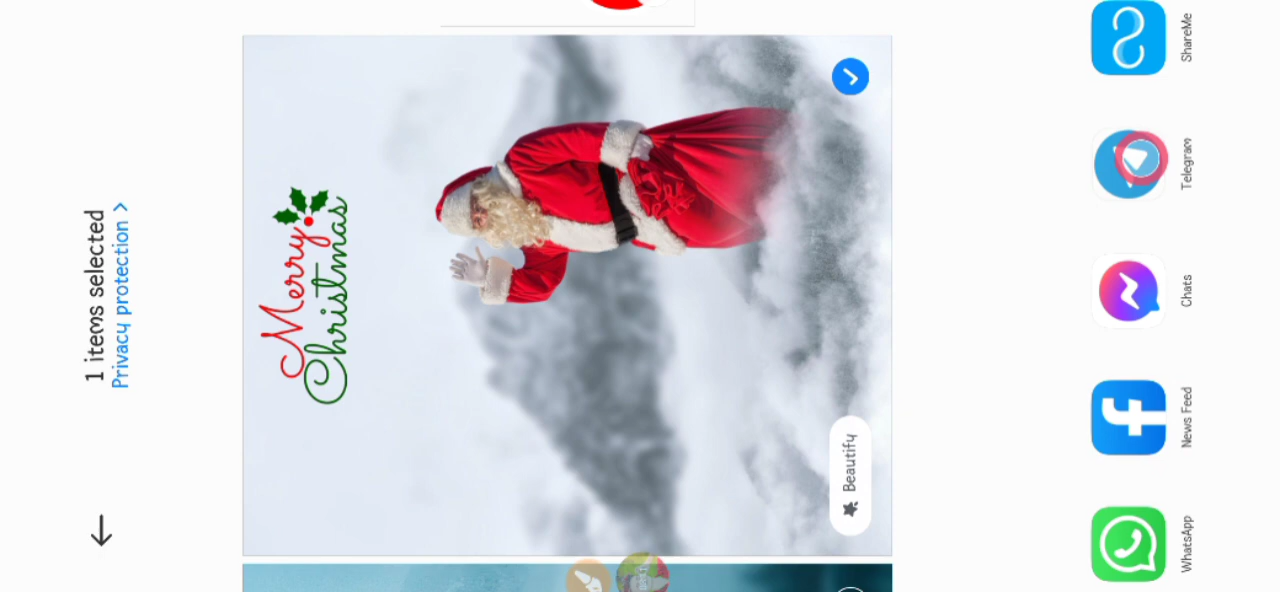 1 items selected
Privacy protection >
Merry
Christmas
Beautify
WhatsApp
News Feed
Chats
Telegram
ShareMe